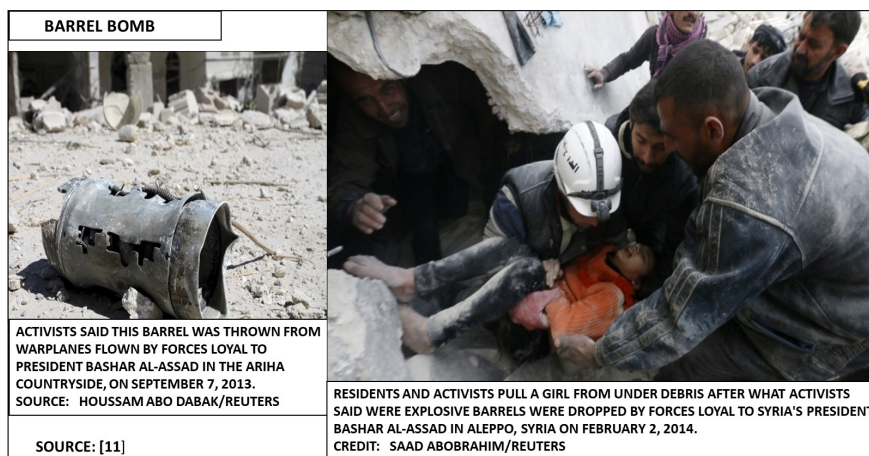 BARREL BOMB
ACTIVISTS SAID THIS BARREL WAS THROWN FROM
WARPLANES FLOWN BY FORCES LOYAL TO
PRESIDENT BASHAR AL-ASSAD IN THE ARIHA
COUNTRYSIDE, ON SEPTEMBER 7, 2013.
SOURCE: HOUSSAM ABO DABAK/REUTERS
SOURCE: [11]
RESIDENTS AND ACTIVISTS PULL A GIRL FROM UNDER DEBRIS AFTER WHAT ACTIVISTS
SAID WERE EXPLOSIVE BARRELS WERE DROPPED BY FORCES LOYAL TO SYRIA'S PRESIDENT
BASHAR AL-ASSAD IN ALEPPO, SYRIA ON FEBRUARY 2, 2014.
CREDIT: SAAD ABOBRAHIM/REUTERS